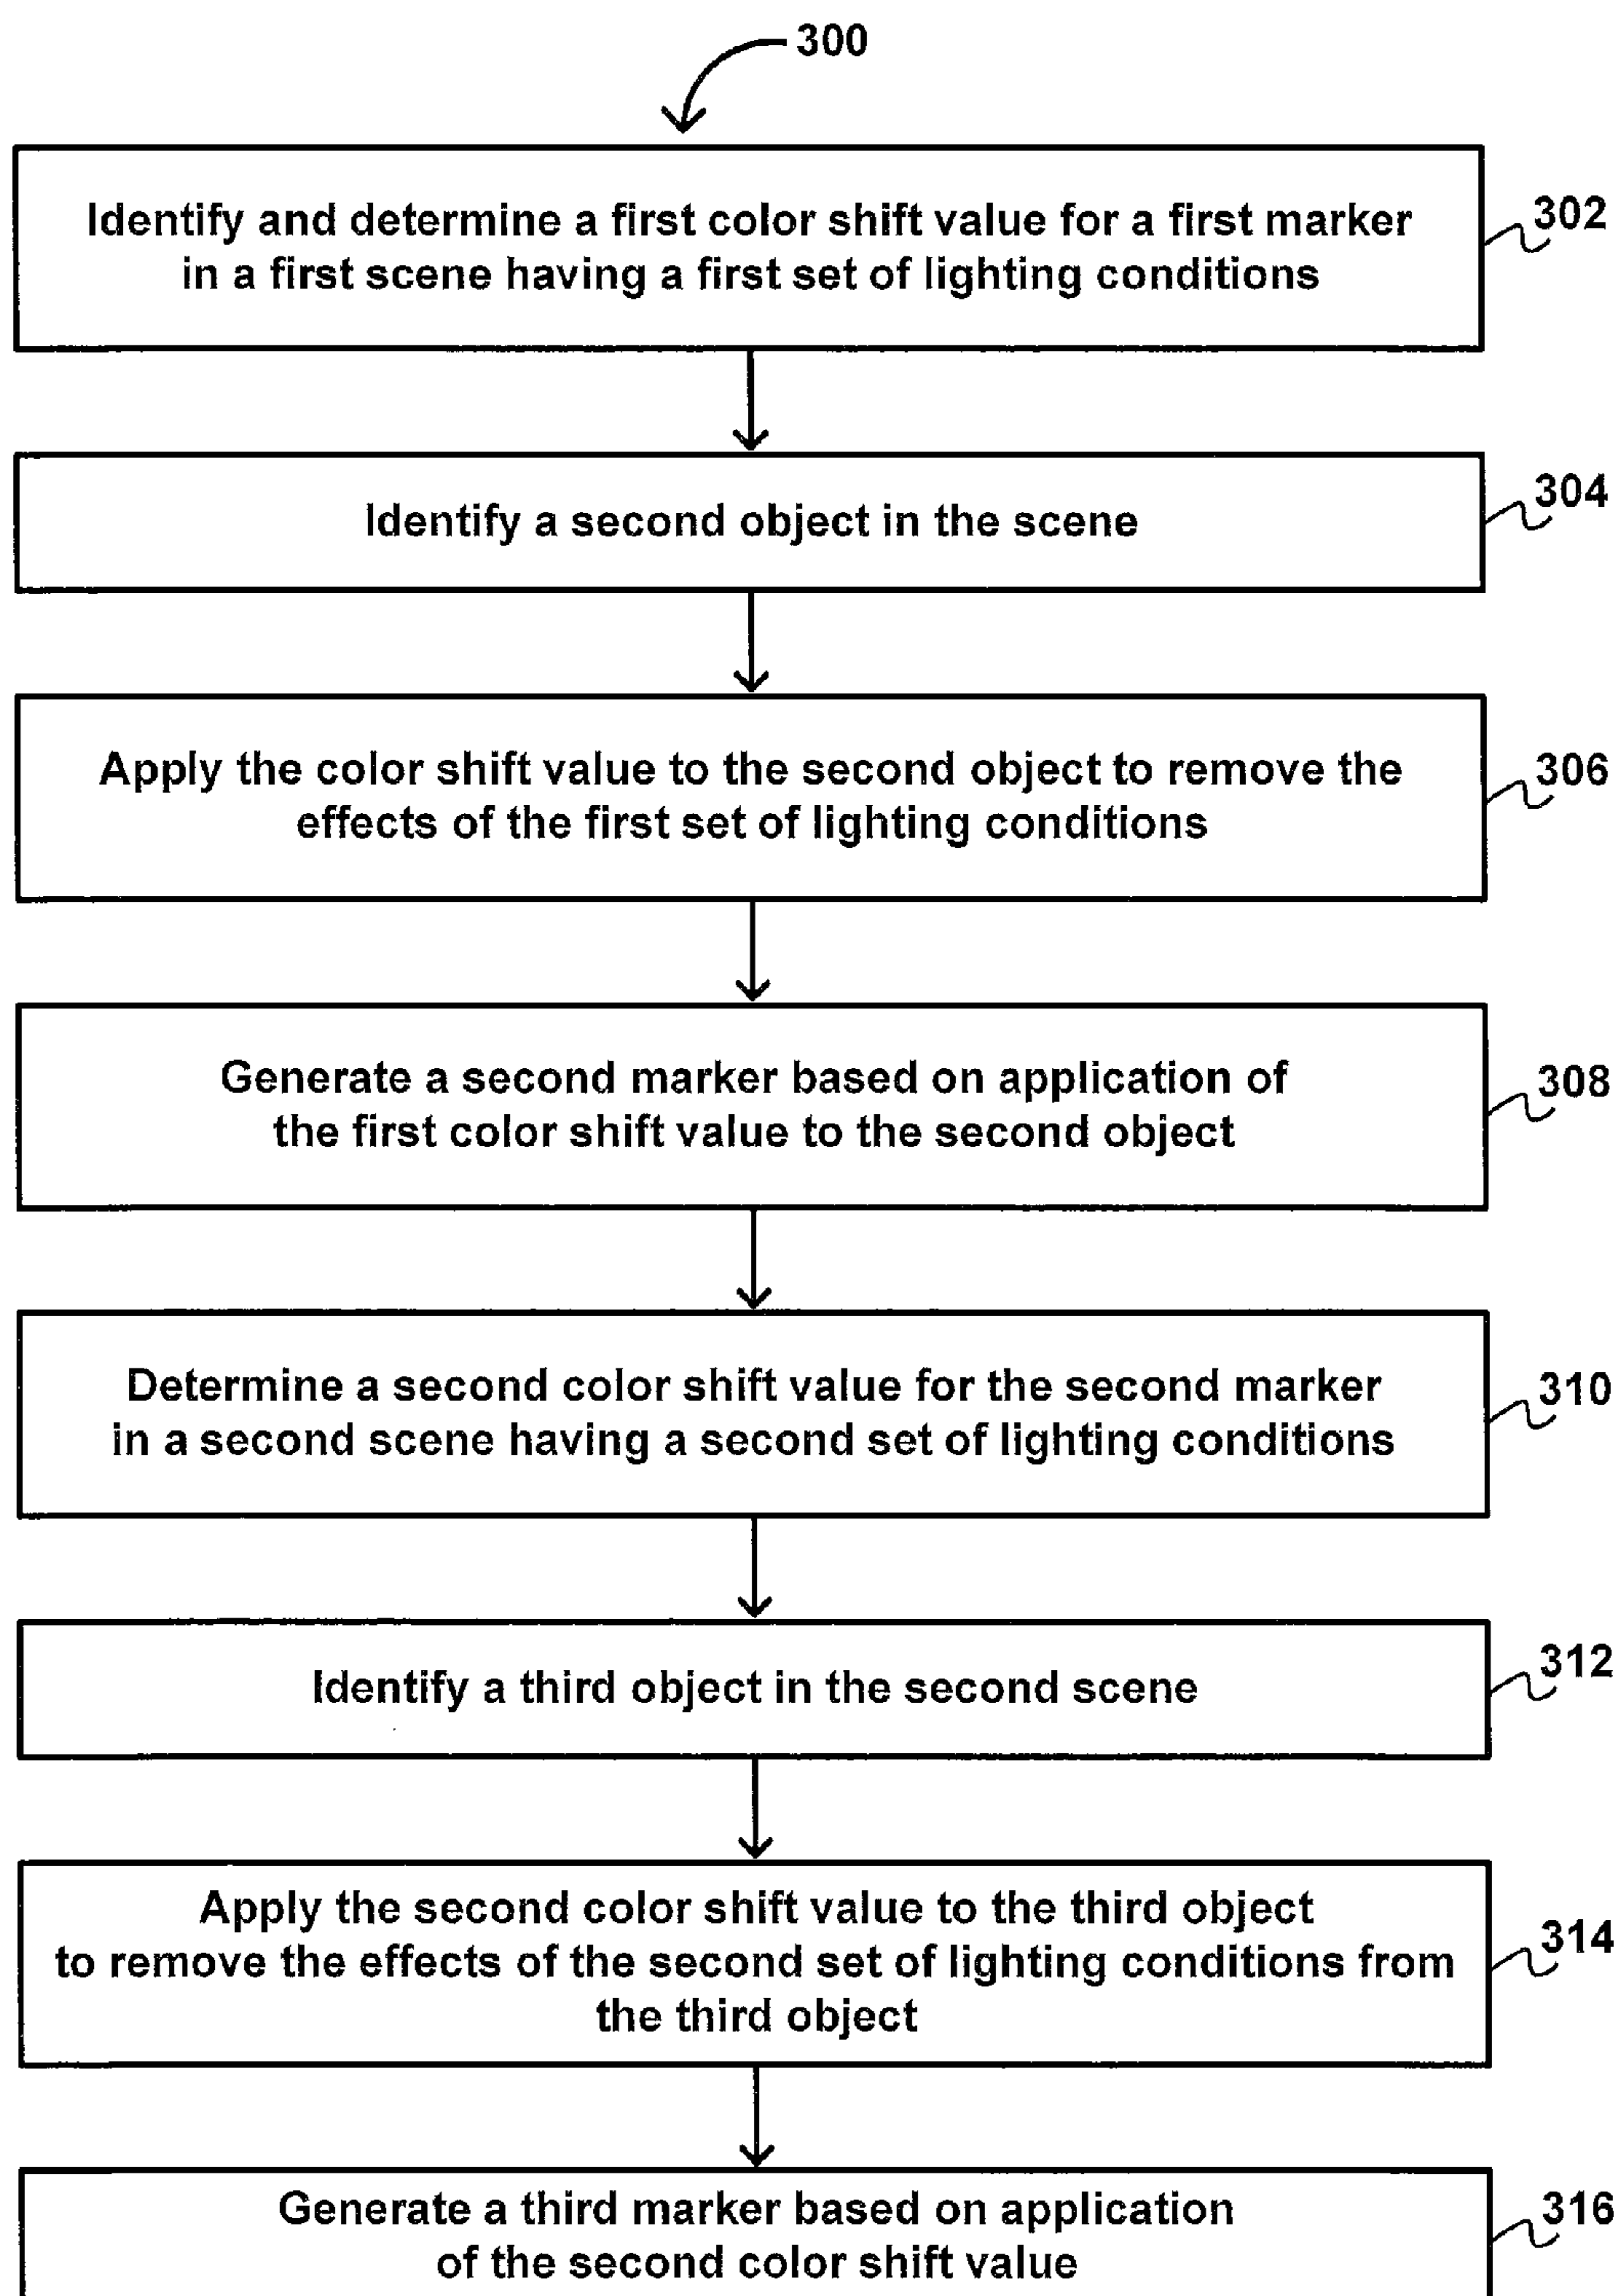 300
Identify and determine a first color shift value for a first marker
in a first scene having a first set of lighting conditions
302
Identify a second object in the scene
304
Apply the color shift value to the second object to remove the
effects of the first set of lighting conditions
306
Generate a second marker based on application of
the first color shift value to the second object
308
Determine a second color shift value for the second marker
in a second scene having a second set of lighting conditions
310
Identify a third object in the second scene
312
Apply the second color shift value to the third object
to remove the effects of the second set of lighting conditions from
the third object
314
Generate a third marker based on application
of the second color shift value
316